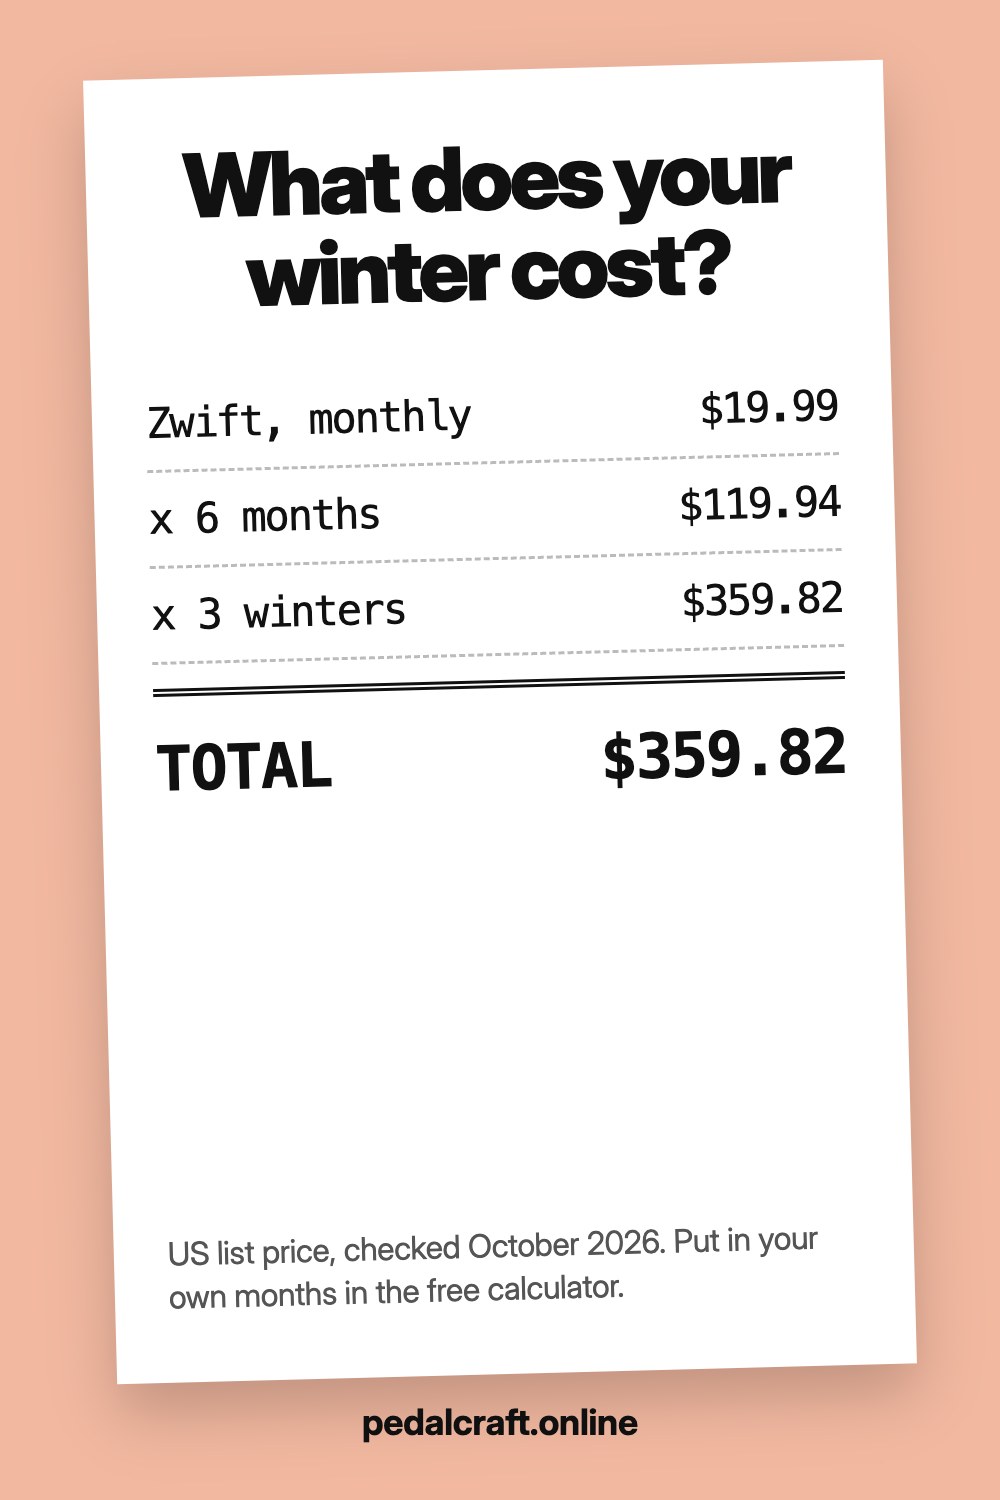 What does your
winter cost?
Zwift, monthly $19.99
x 6 months $119.94
x 3 winters $359.82
TOTAL $359.82
US list price, checked October 2026. Put in your
own months in the free calculator.
pedalcraft.online